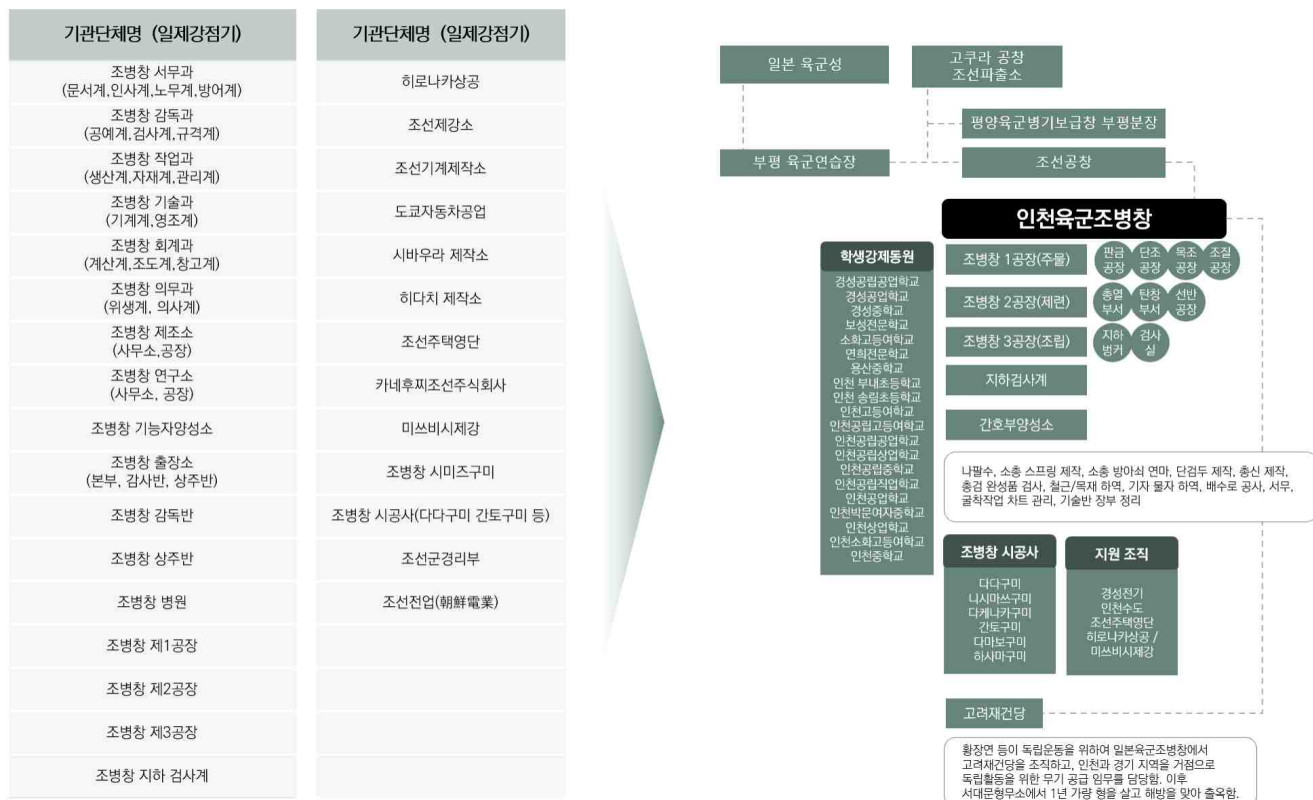 기관단체명 (일제강점기)
조병창 서무과
(문서계,인사계,노무계,방어계)
조병창 감독과
(공예계,검사계,규격계)
조병창 작업과
(생산계,자재계,관리계)
조병창 기술과
(기계계,영조계)
조병창 회계과
(계산계,조도계,창고계)
조병창 의무과
(위생계, 의사계)
조병창 제조소
(사무소,공장)
조병창 연구소
(사무소, 공장)
조병창 기능자양성소
조병창 출장소
(본부, 감사반, 상주반)
조병창 감독반
조병창 상주반
조병창 병원
조병창 제1공장
조병창 제2공장
조병창 제3공장
조병창 지하 검사계
기관단체명 (일제강점기)
히로나카상공
조선제강소
조선기계제작소
도쿄자동차공업
시바우라 제작소
히다치 제작소
조선주택영단
카네후찌조선주식회사
미쓰비시제강
조병창 시미즈구미
조병창 시공사(다다구미 간토구미 등)
조선군경리부
조선전업(朝鮮電業)
일본 육군성
고쿠라 공창
조선파출소
평양육군병기보급창 부평분장
부평 육군연습장
조선공창
인천육군조병창
학생강제동원
경성공립공업학교
경성공업학교
경성중학교
보성전문학교
소화고등여학교
연희전문학교
용산중학교
인천 부내초등학교
인천 송림초등학교
인천고등여학교
인천공립고등여학교
인천공립공업학교
인천공립상업학교
인천공립중학교
인천공립직업학교
인천공업학교
인천박문여자중학교
인천상업학교
인천소화고등여학교
인천중학교
조병창 1공장(주물)
판금
공장
단조
공장
목조
공장
조질
공장
조병창 2공장(제련)
총열
부서
탄창
부서
선반
공장
조병창 3공장(조립)
지하
벙커
검사
실
지하검사계
간호부양성소
나팔수, 소총 스프링 제작, 소총 방아쇠 연마, 단검두 제작, 총신 제작,
총검 완성품 검사, 철근/목재 하역, 기자 물자 하역, 배수로 공사, 서무,
굴착작업 차트 관리, 기술반 장부 정리
조병창 시공사
다다구미
니시마쓰구미
다케나카구미
간토구미
다마보구미
하사마구미
지원 조직
경성전기
인천수도
조선주택영단
히로나카상공 /
미쓰비시제강
고려재건당
황장연 등이 독립운동을 위하여 일본육군조병창에서
고려재건당을 조직하고, 인천과 경기 지역을 거점으로
독립활동을 위한 무기 공급 임무를 담당함. 이후
서대문형무소에서 1년 가량 형을 살고 해방을 맞아 출옥함.